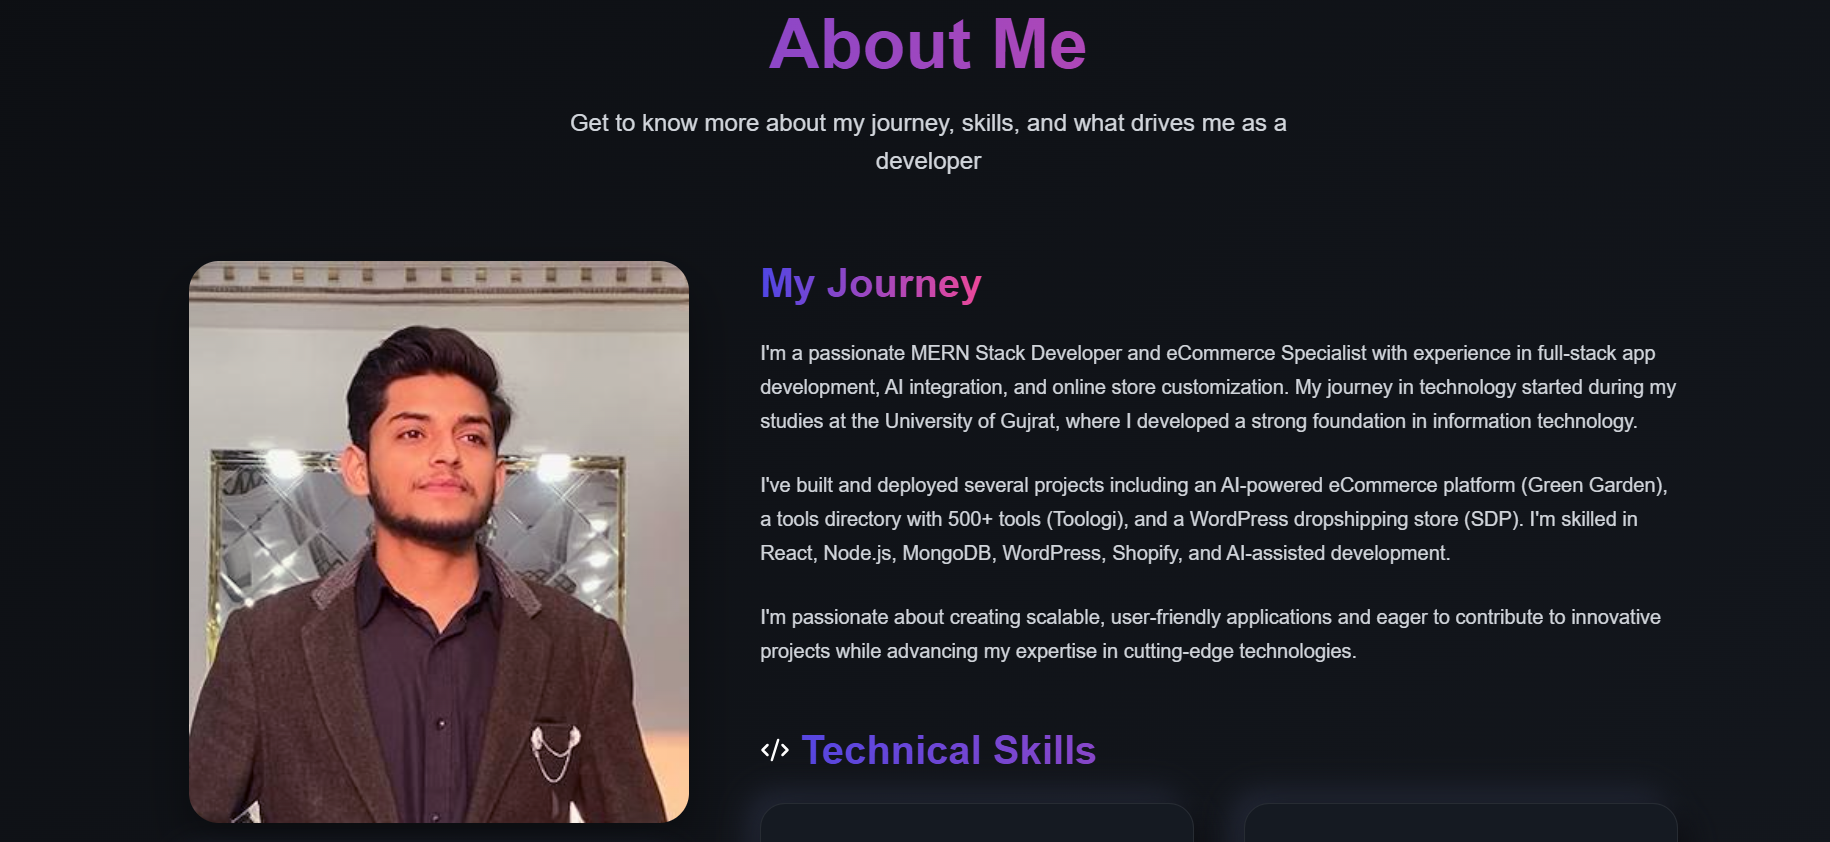 About Me
Get to know more about my journey, skills, and what drives me as a
developer
My Journey
I'm a passionate MERN Stack Developer and eCommerce Specialist with experience in full-stack app
development, AI integration, and online store customization. My journey in technology started during my
studies at the University of Gujrat, where I developed a strong foundation in information technology.
I've built and deployed several projects including an AI-powered eCommerce platform (Green Garden),
a tools directory with 500+ tools (Toologi), and a WordPress dropshipping store (SDP). I'm skilled in
React, Node.js, MongoDB, WordPress, Shopify, and AI-assisted development.
I'm passionate about creating scalable, user-friendly applications and eager to contribute to innovative
projects while advancing my expertise in cutting-edge technologies.
</> Technical Skills